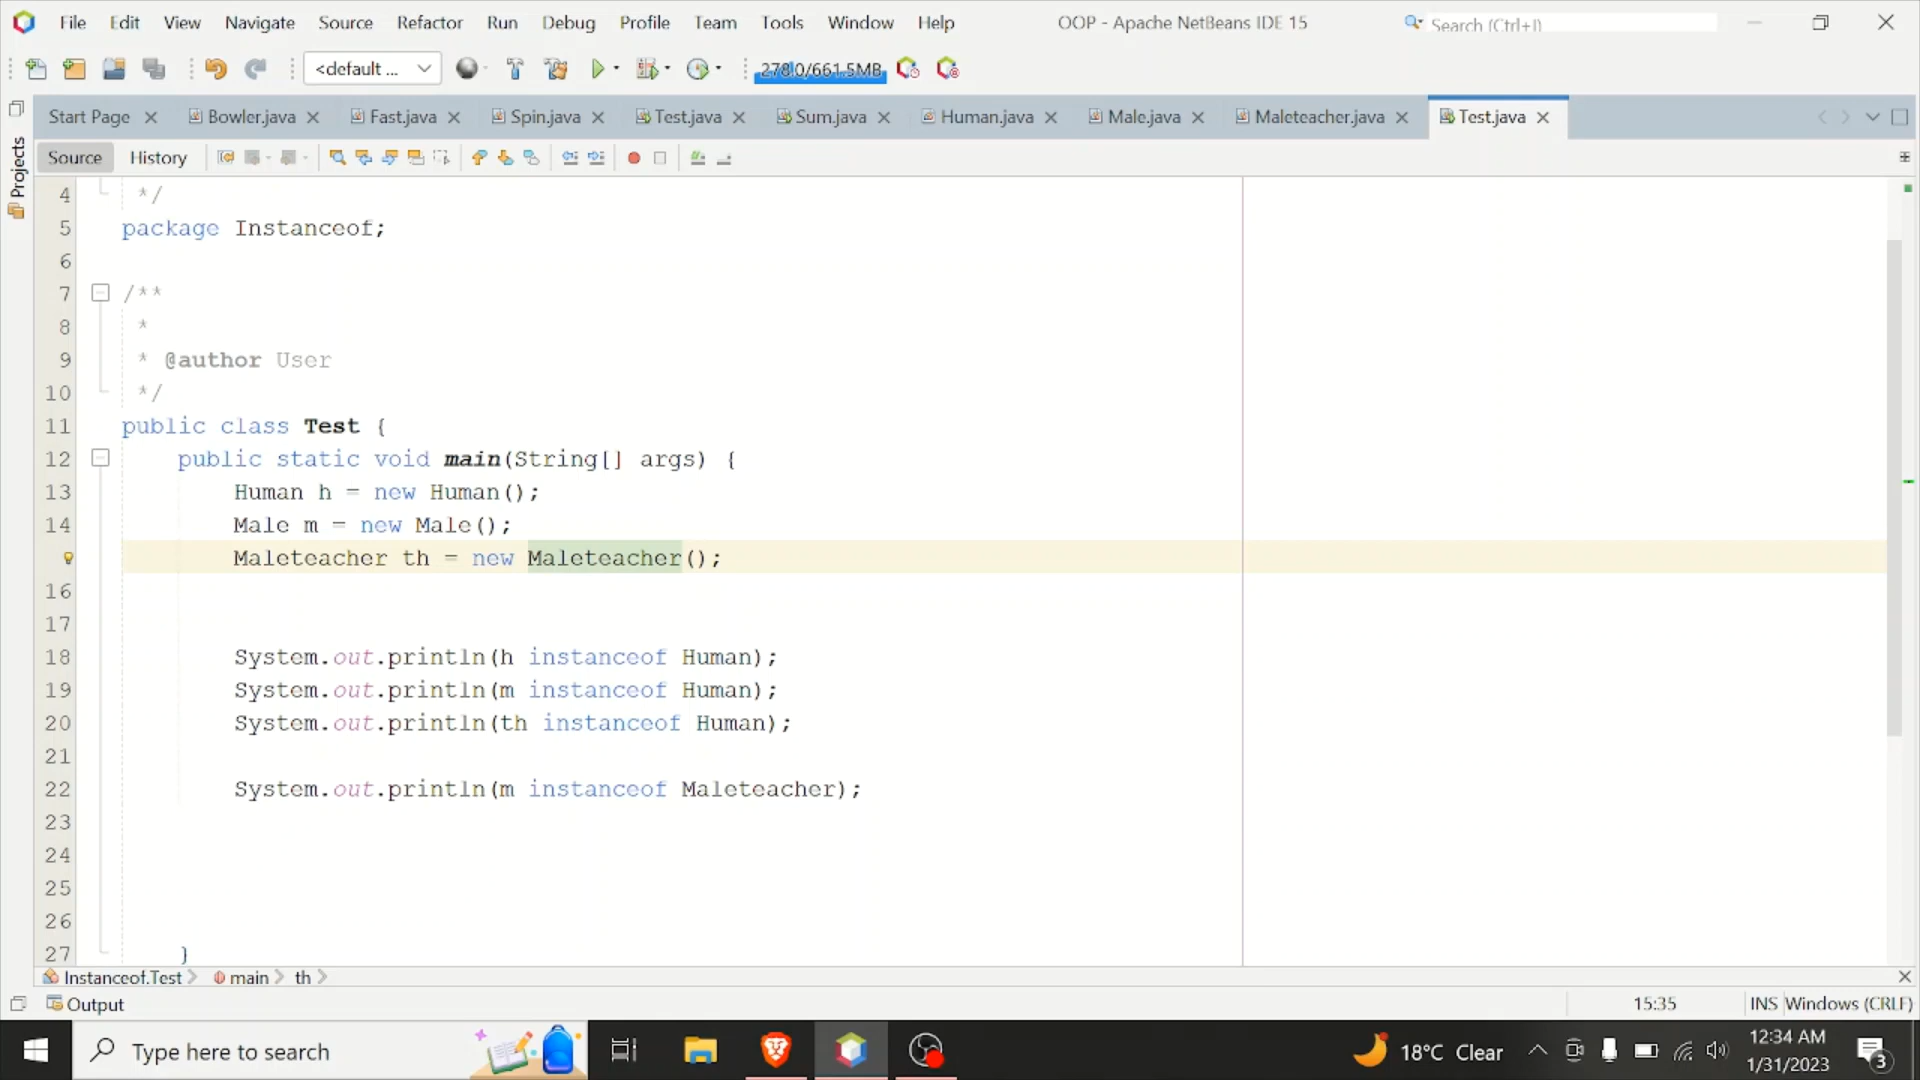 File Edit View Navigate Source Refactor Run Debug Profile Team Tools Window Help OOP - Apache NetBeans IDE 15 Search (Ctrl+I)
<default ... 278.0/661.5MB
Start Page Bowler.java Fast.java Spin.java Test.java Sum.java Human.java Male.java Maleteacher.java Test.java
Projects
Source History
4 */
5 package Instanceof;
6
7 /**
8 *
9 * @author User
10 */
11 public class Test {
12 public static void main(String[] args) {
13 Human h = new Human();
14 Male m = new Male();
Maleteacher th = new Maleteacher();
16
17
18 System.out.println(h instanceof Human);
19 System.out.println(m instanceof Human);
20 System.out.println(th instanceof Human);
21
22 System.out.println(m instanceof Maleteacher);
23
24
25
26
27 }
Instanceof.Test main th
Output 15:35 INS Windows (CRLF)
Type here to search 18°C Clear 12:34 AM
1/31/2023 3